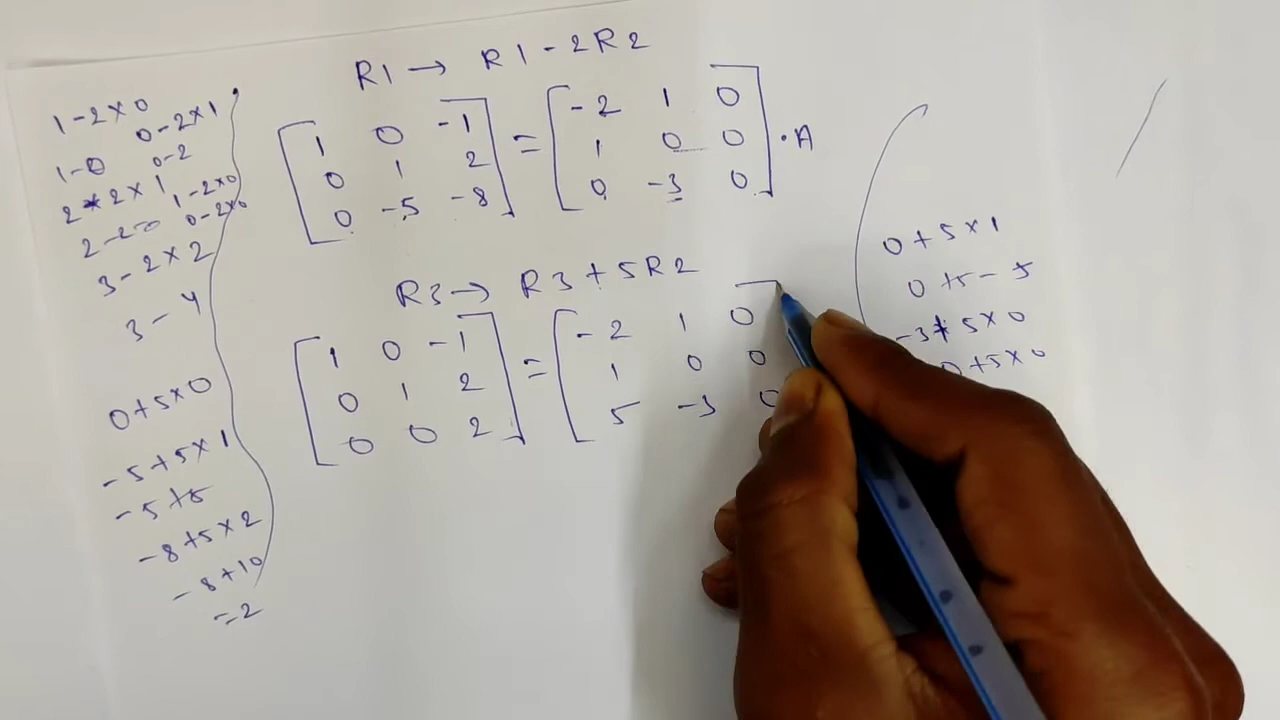 R1 → R1 - 2R2
1 - 2 × 0
0 - 2 × 1
1 - 0
0 - 2
2 × 1
1 - 2×0
0 - 2×0
3 - 2 × 2
3 - 4
1 0 -1 = -2 1 0
0 1 2 1 0 0 · A
0 -5 -8 0 -3 0
R3 → R3 + 5R2
1 0 -1 = -2 1 0
0 1 2 1 0 0
0 0 2 5 -3 0
0 + 5 × 0
-5 + 5 × 1
-5 + 5
-8 + 5 × 2
-8 + 10
= 2
0 + 5 × 1
0 + 5 - 5
-3 + 5 × 0
0 + 5 × 0